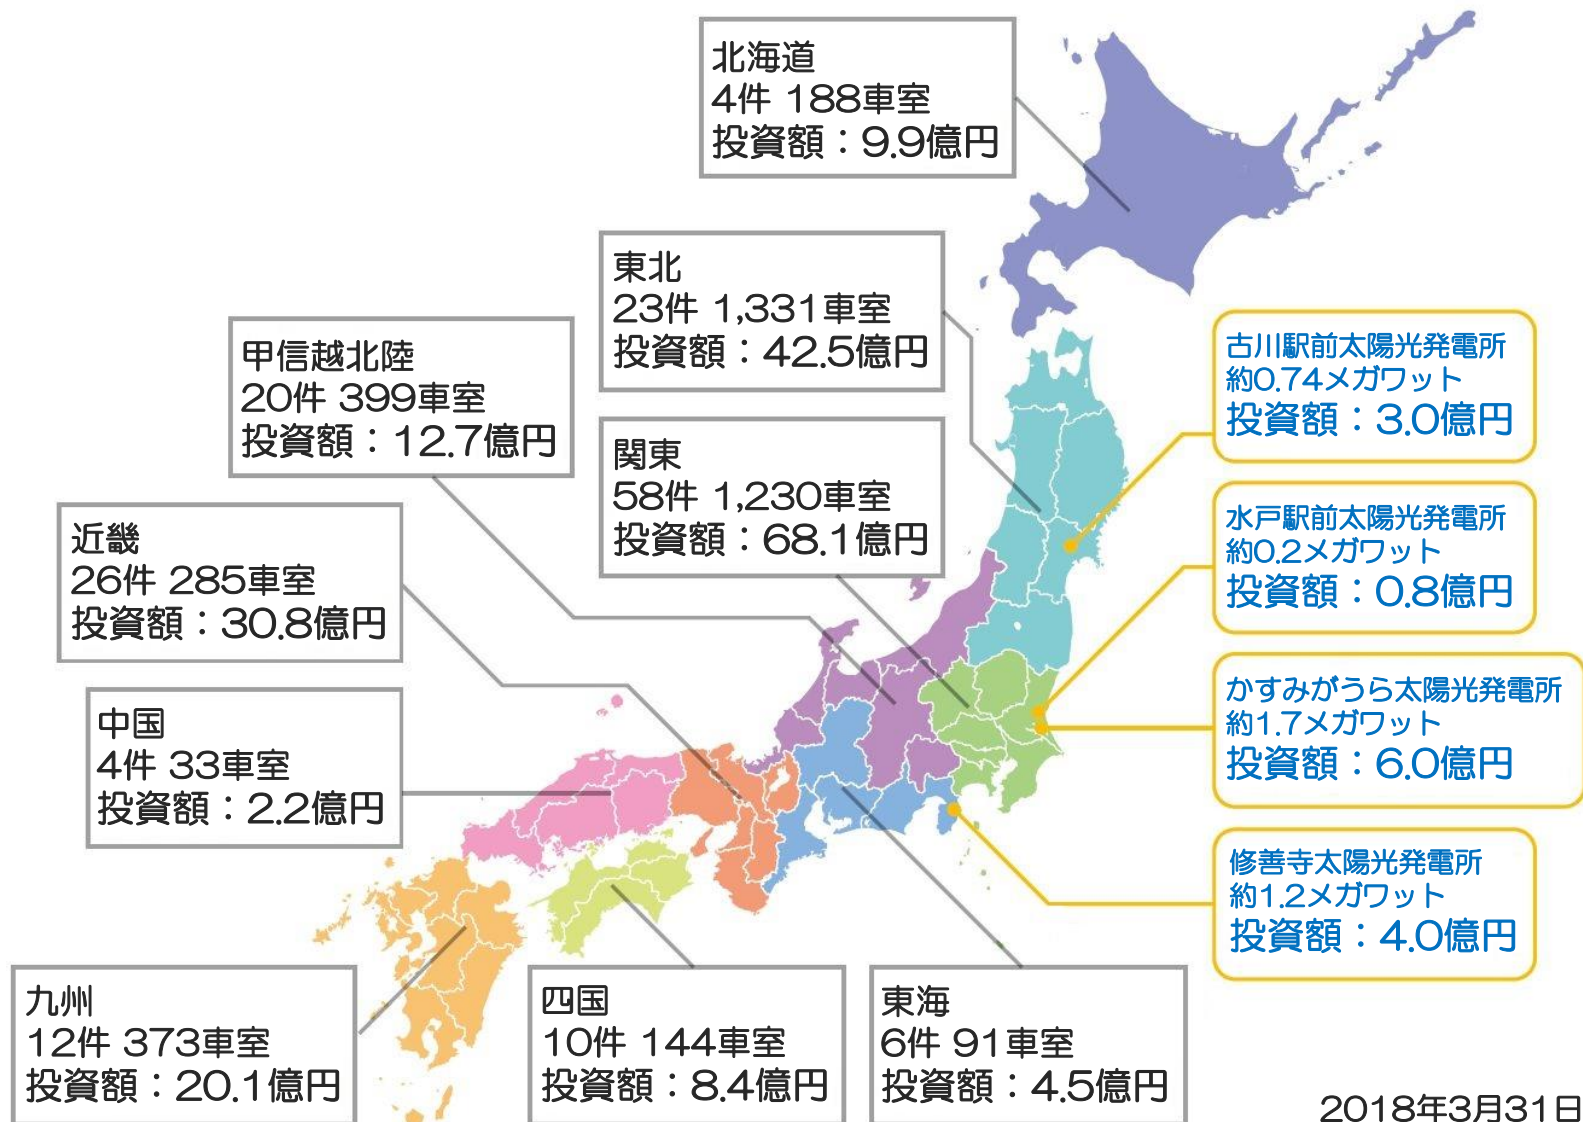 北海道
4件 188車室
投資額：9.9億円
東北
23件 1,331車室
投資額：42.5億円
甲信越北陸
20件 399車室
投資額：12.7億円
関東
58件 1,230車室
投資額：68.1億円
近畿
26件 285車室
投資額：30.8億円
中国
4件 33車室
投資額：2.2億円
古川駅前太陽光発電所
約0.74メガワット
投資額：3.0億円
水戸駅前太陽光発電所
約0.2メガワット
投資額：0.8億円
かすみがうら太陽光発電所
約1.7メガワット
投資額：6.0億円
修善寺太陽光発電所
約1.2メガワット
投資額：4.0億円
九州
12件 373車室
投資額：20.1億円
四国
10件 144車室
投資額：8.4億円
東海
6件 91車室
投資額：4.5億円
2018年3月31日